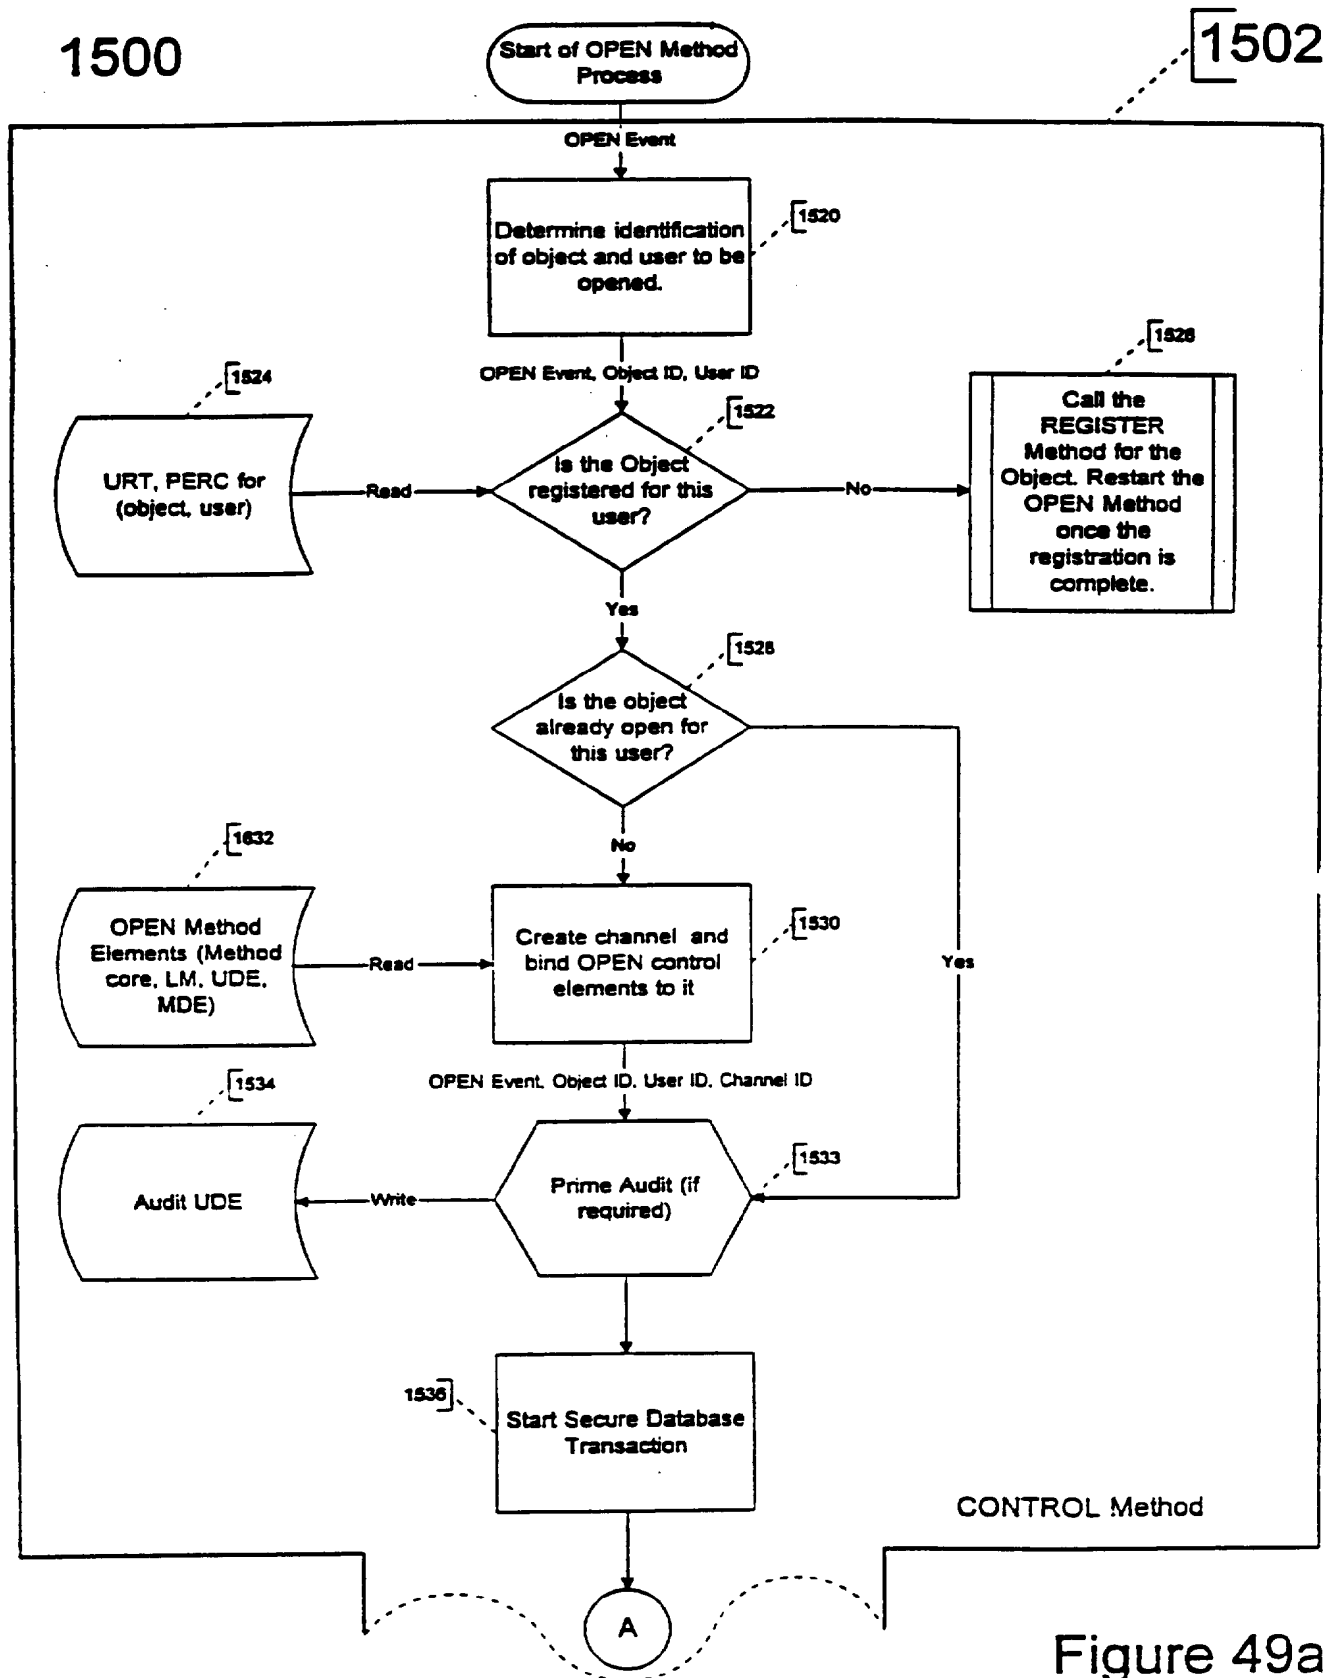 1500
1502
Start of OPEN Method
Process
OPEN Event
Determine identification
of object and user to be
opened.
1520
OPEN Event, Object ID, User ID
1524
URT, PERC for
(object, user)
Read
1522
Is the Object
registered for this
user?
No
1526
Call the
REGISTER
Method for the
Object. Restart the
OPEN Method
once the
registration is
complete.
Yes
1528
Is the object
already open for
this user?
No
Yes
1632
OPEN Method
Elements (Method
core, LM, UDE,
MDE)
Read
1530
Create channel and
bind OPEN control
elements to it
OPEN Event, Object ID, User ID, Channel ID
1534
Audit UDE
Write
1533
Prime Audit (if
required)
1536
Start Secure Database
Transaction
CONTROL Method
A
Figure 49a